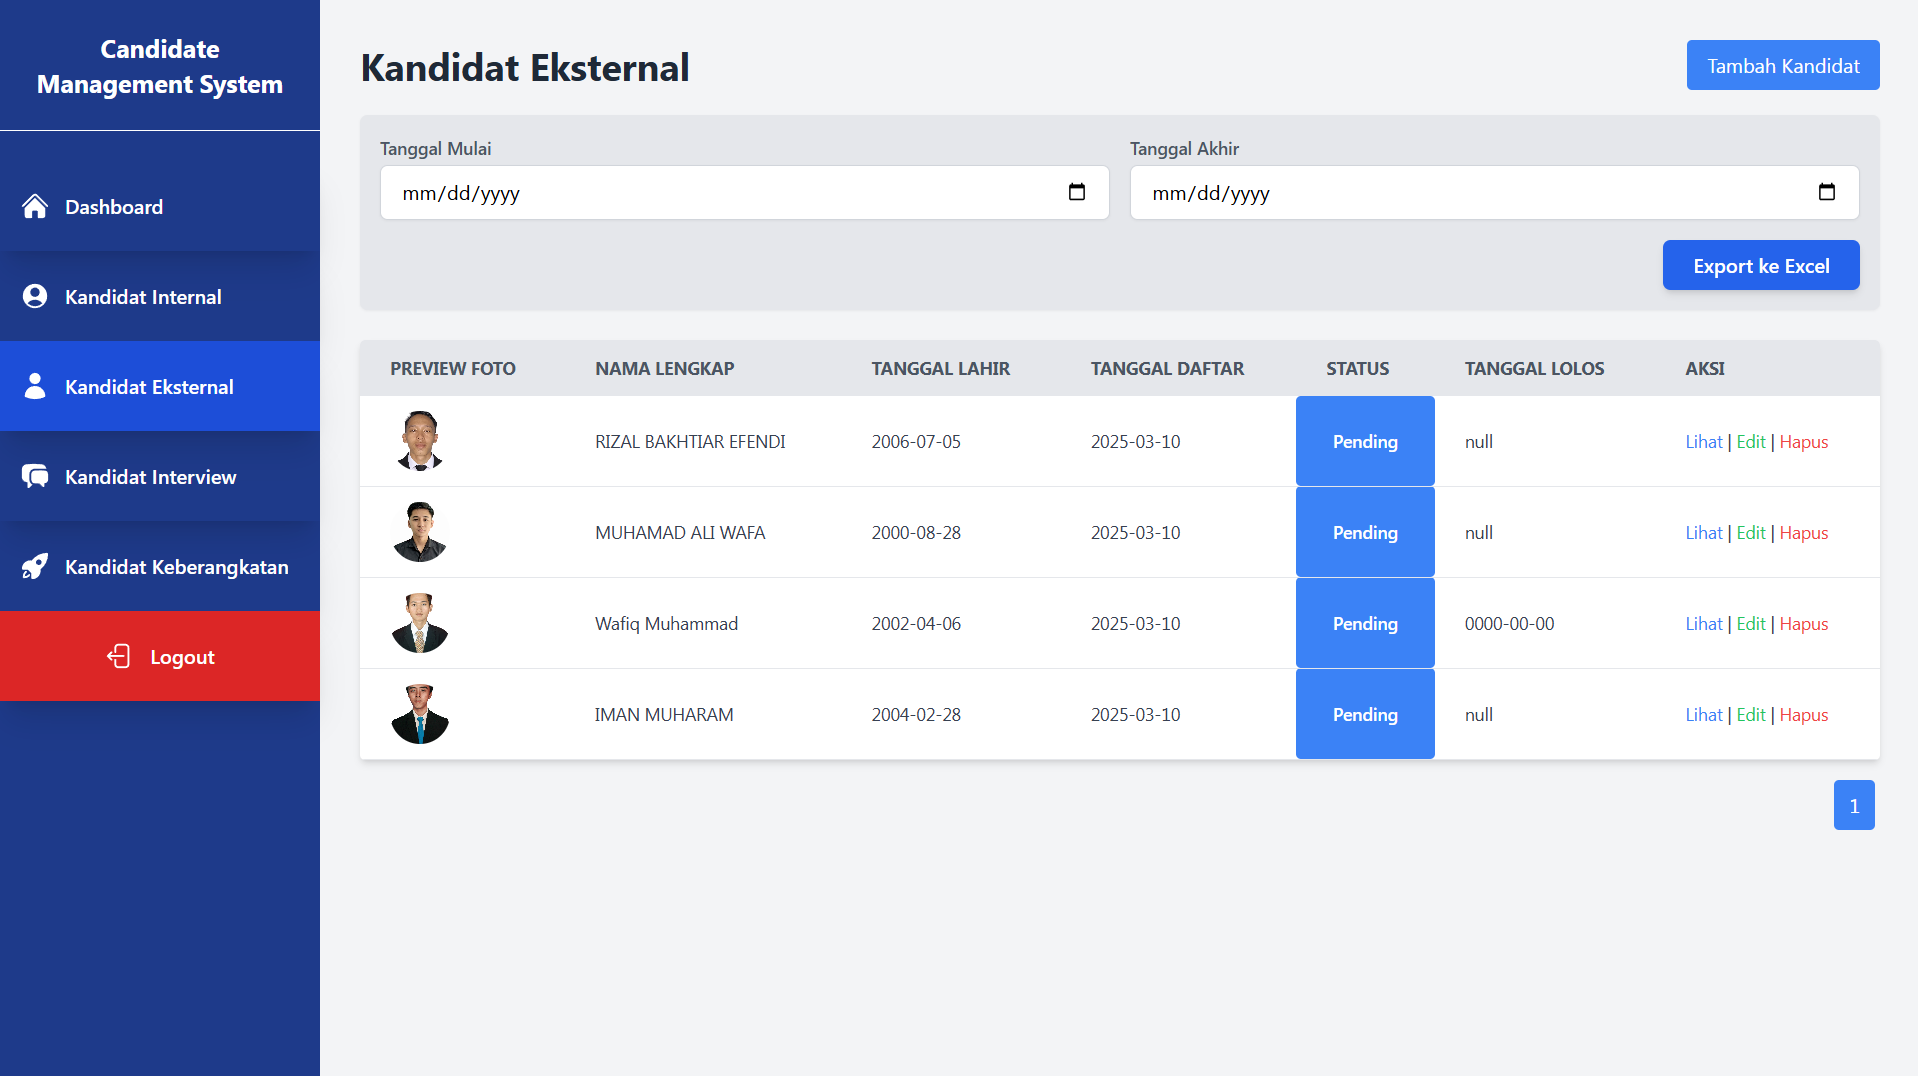 Candidate
Management System
Dashboard
Kandidat Internal
Kandidat Eksternal
Kandidat Interview
Kandidat Keberangkatan
Logout
Kandidat Eksternal
Tambah Kandidat
Tanggal Mulai
Tanggal Akhir
mm/dd/yyyy
mm/dd/yyyy
Export ke Excel
PREVIEW FOTO NAMA LENGKAP TANGGAL LAHIR TANGGAL DAFTAR STATUS TANGGAL LOLOS AKSI
RIZAL BAKHTIAR EFENDI 2006-07-05 2025-03-10 Pending null Lihat | Edit | Hapus
MUHAMAD ALI WAFA 2000-08-28 2025-03-10 Pending null Lihat | Edit | Hapus
Wafiq Muhammad 2002-04-06 2025-03-10 Pending 0000-00-00 Lihat | Edit | Hapus
IMAN MUHARAM 2004-02-28 2025-03-10 Pending null Lihat | Edit | Hapus
1